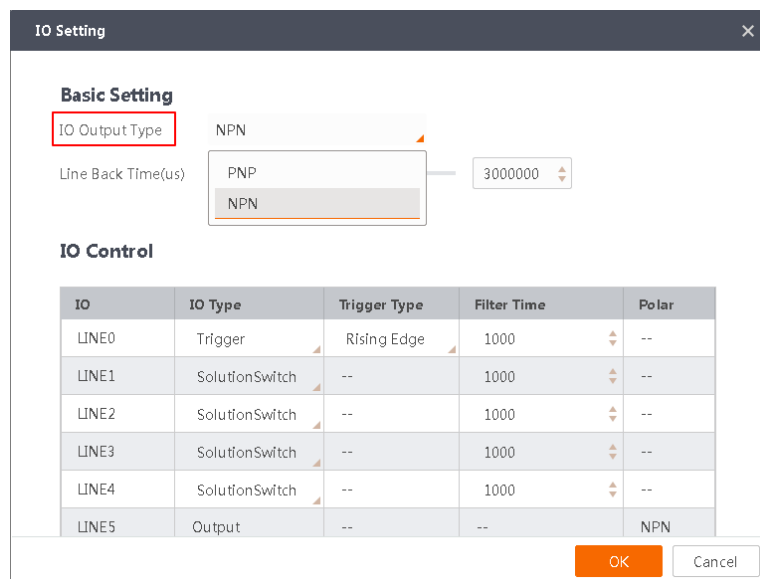 IO Setting
Basic Setting
IO Output Type NPN
Line Back Time(us) 3000000
PNP
NPN
IO Control
IO IO Type Trigger Type Filter Time Polar
LINE0 Trigger Rising Edge 1000 --
LINE1 SolutionSwitch -- 1000 --
LINE2 SolutionSwitch -- 1000 --
LINE3 SolutionSwitch -- 1000 --
LINE4 SolutionSwitch -- 1000 --
LINE5 Output -- -- NPN
OK Cancel